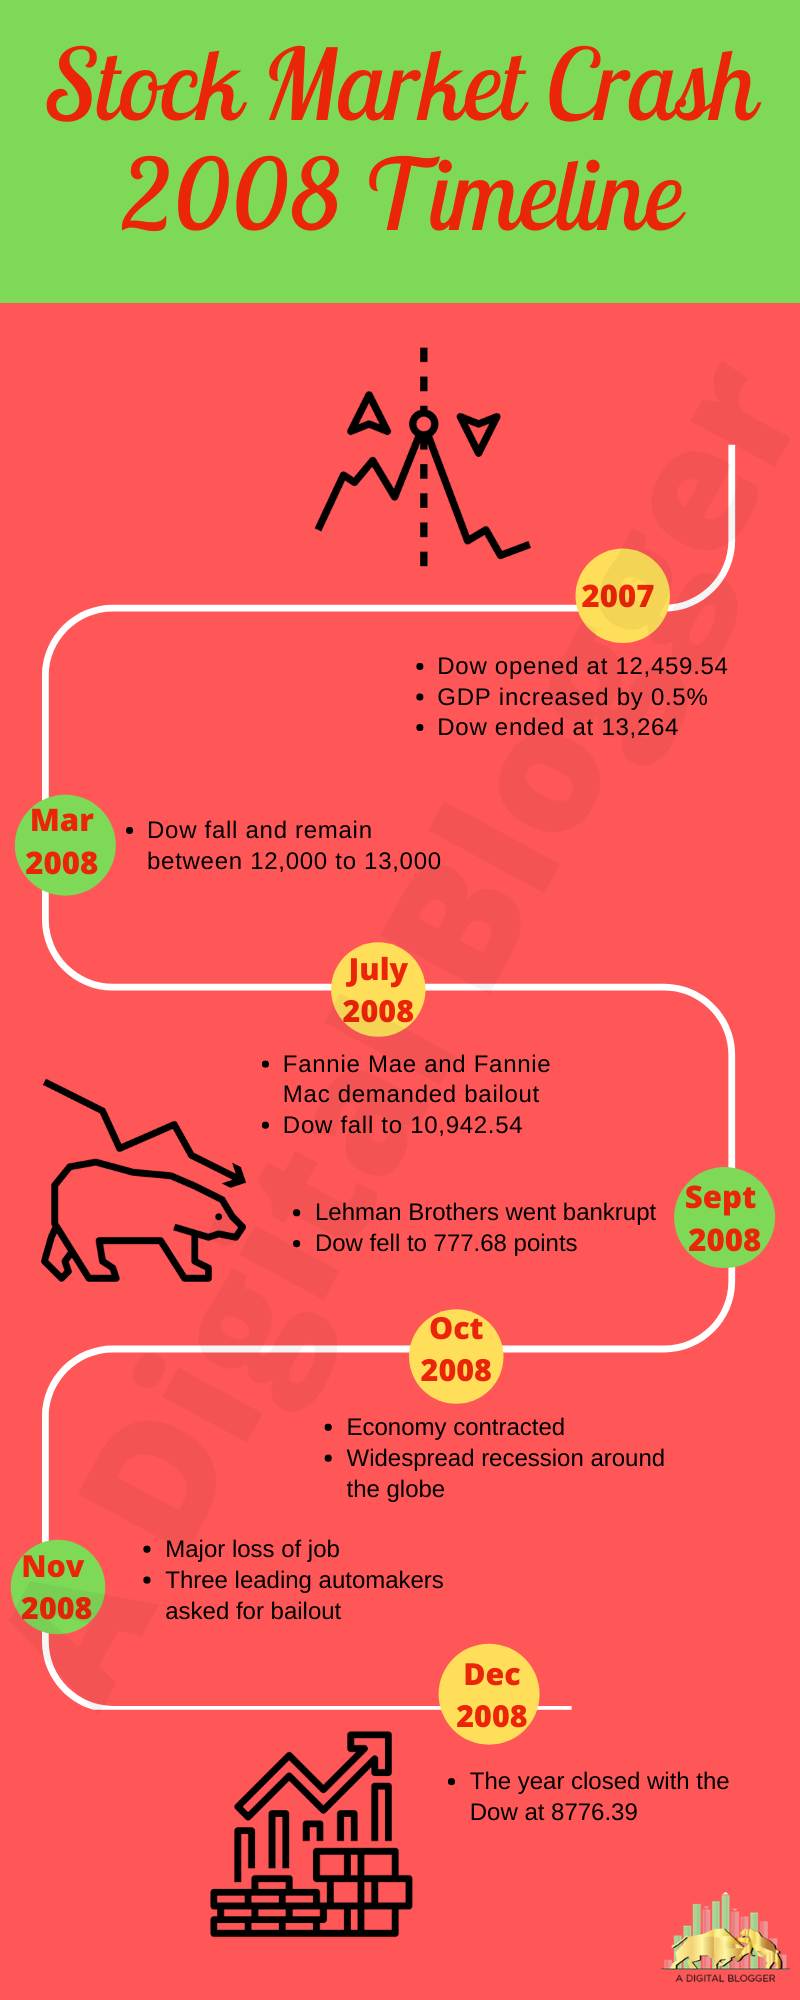 Stock Market Crash
2008 Timeline
2007
• Dow opened at 12,459.54
• GDP increased by 0.5%
• Dow ended at 13,264
Mar
2008
• Dow fall and remain
between 12,000 to 13,000
July
2008
• Fannie Mae and Fannie
Mac demanded bailout
• Dow fall to 10,942.54
Sept
2008
• Lehman Brothers went bankrupt
• Dow fell to 777.68 points
Oct
2008
• Economy contracted
• Widespread recession around
the globe
Nov
2008
• Major loss of job
• Three leading automakers
asked for bailout
Dec
2008
• The year closed with the
Dow at 8776.39
A DIGITAL BLOGGER
A Digital Blogger